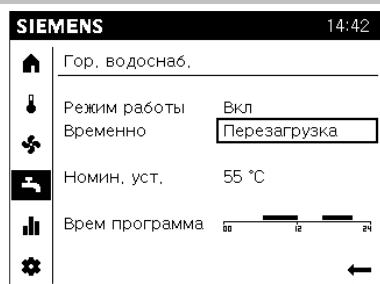 SIEMENS 14:42
Гор. водоснаб.
Режим работы Вкл
Временно Перезагрузка
Номин. уст. 55 °C
Врем программа
00 12 24